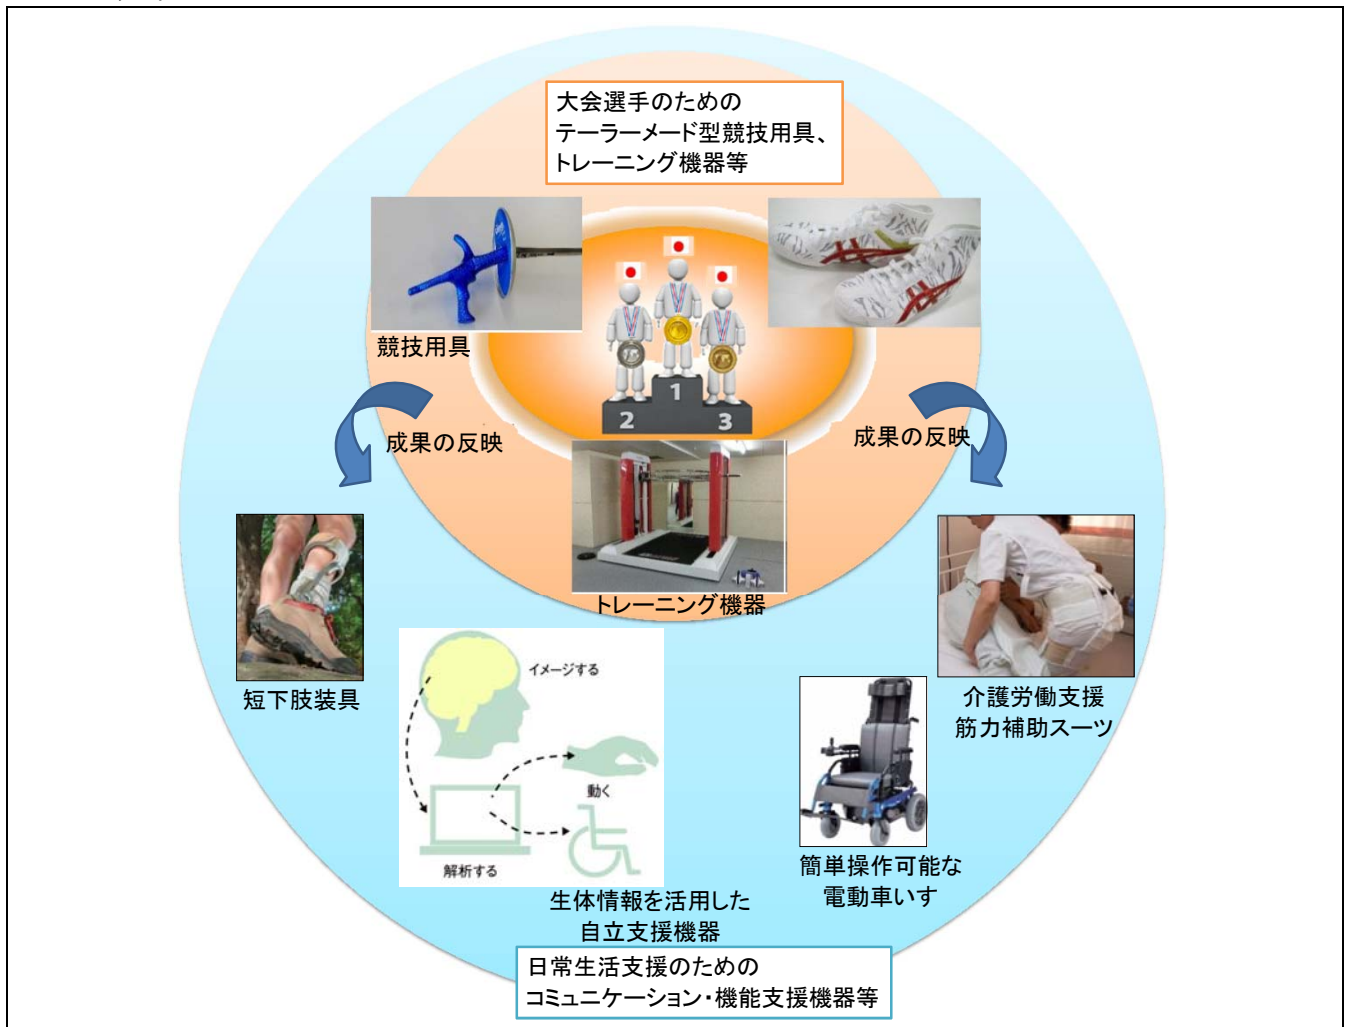 大会選手のための
テーラーメード型競技用具、
トレーニング機器等
競技用具
1
2
3
成果の反映
成果の反映
トレーニング機器
短下肢装具
イメージする
動く
解析する
生体情報を活用した
自立支援機器
介護労働支援
筋力補助スーツ
簡単操作可能な
電動車いす
日常生活支援のための
コミュニケーション・機能支援機器等